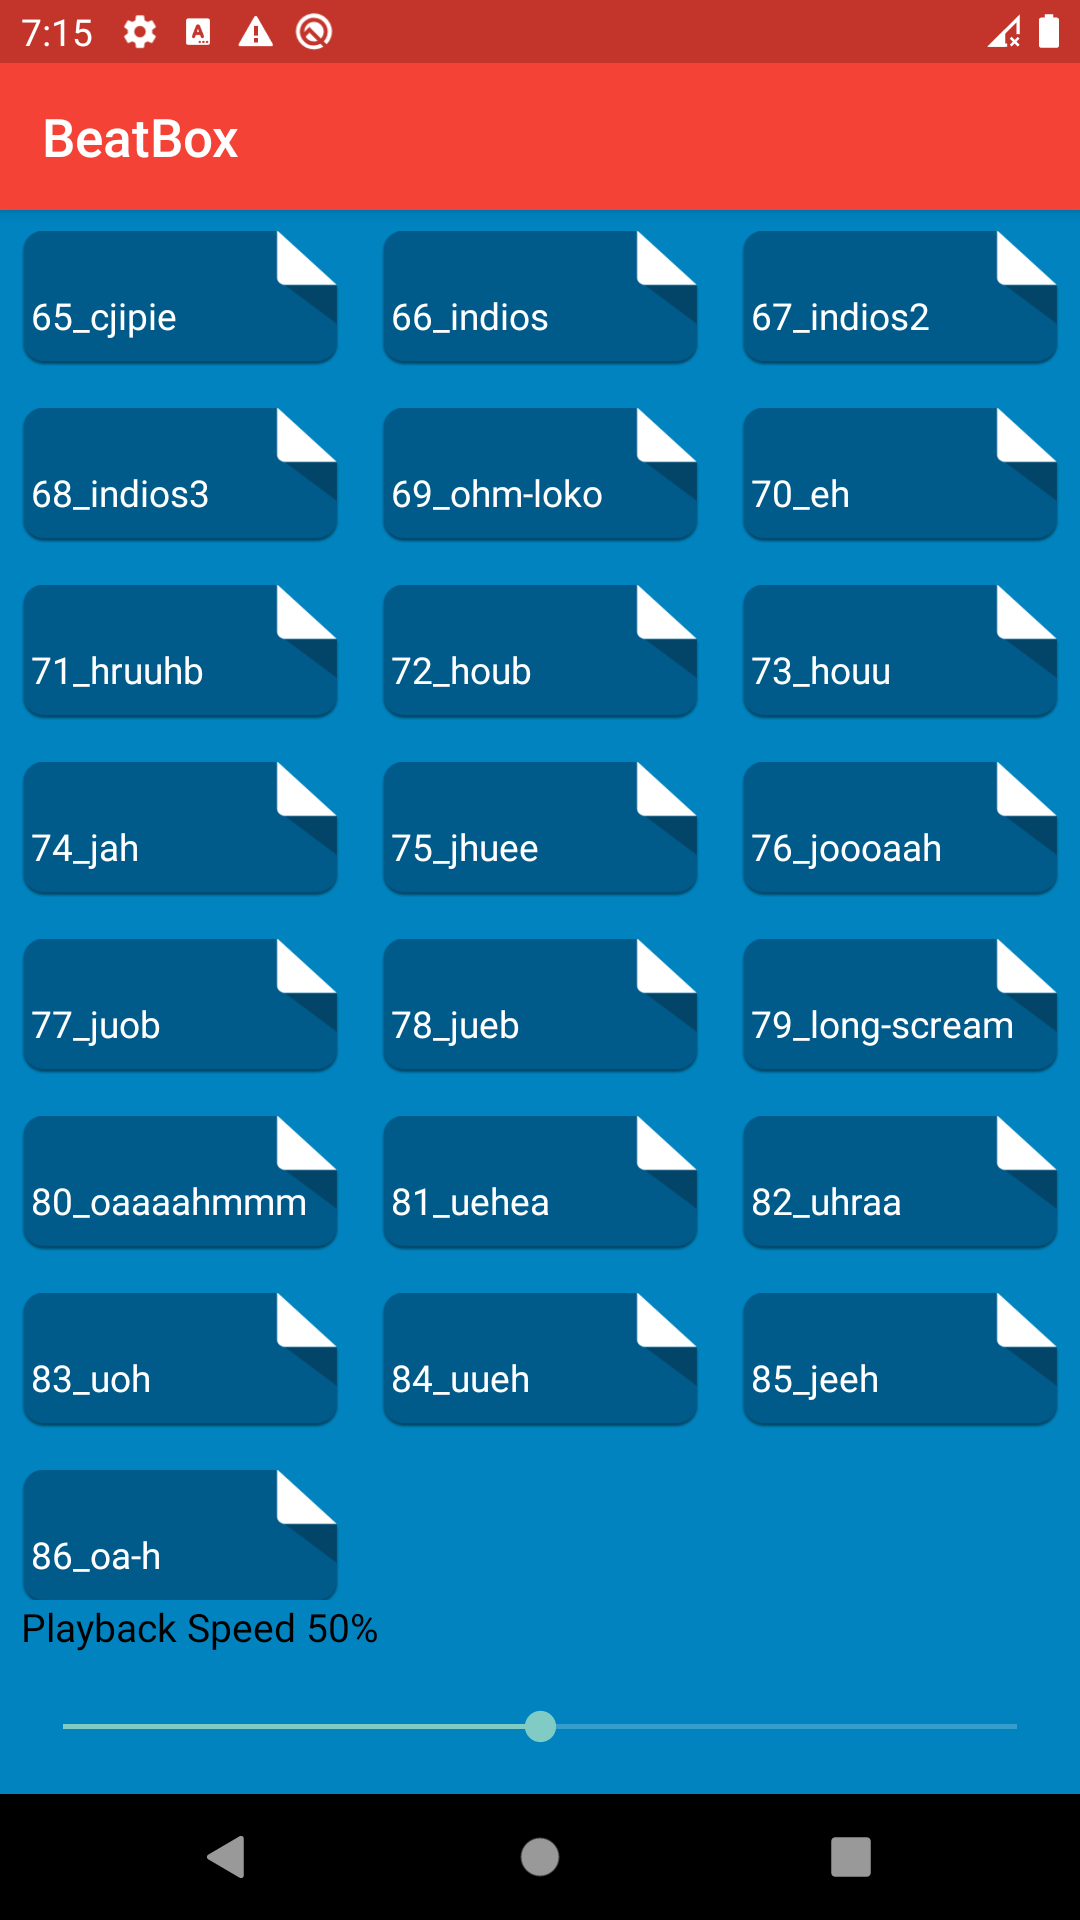 7:15
BeatBox
65_cjipie
66_indios
67_indios2
68_indios3
69_ohm-loko
70_eh
71_hruuhb
72_houb
73_houu
74_jah
75_jhuee
76_joooaah
77_juob
78_jueb
79_long-scream
80_oaaaahmmm
81_uehea
82_uhraa
83_uoh
84_uueh
85_jeeh
86_oa-h
Playback Speed 50%